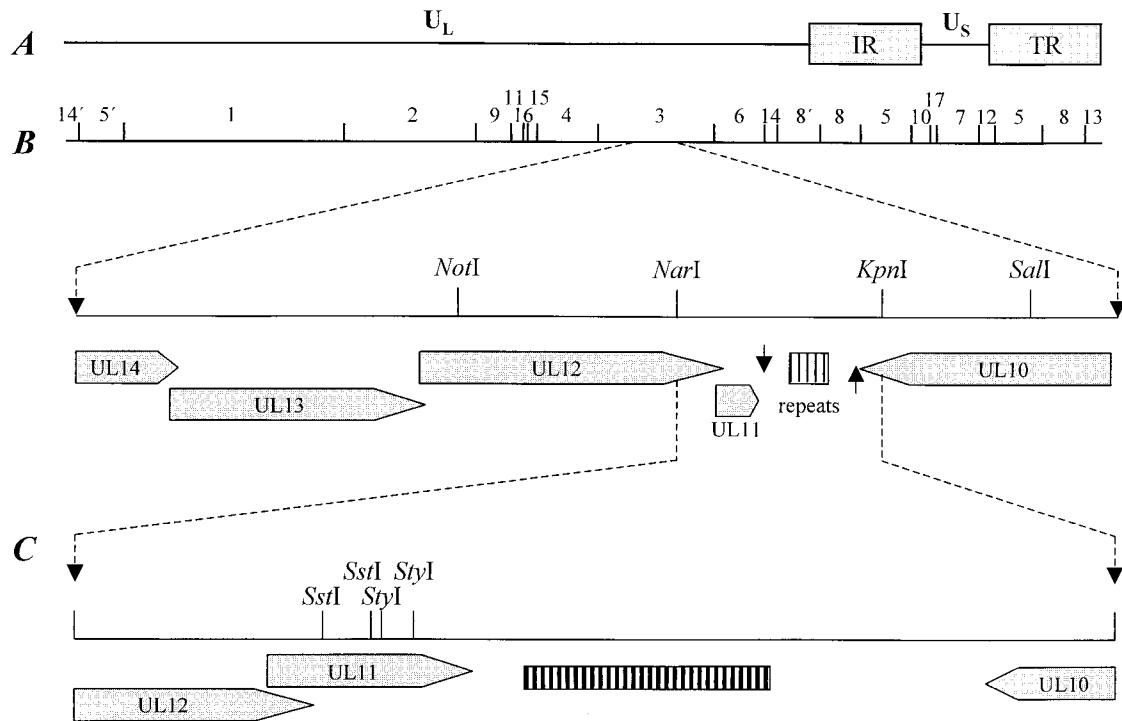 A
U_L
IR
U_S
TR
B
14´ 5´ 1 2 9 11 16 15 4 3 6 14 8´ 8 5 10 17 7 12 5 8 13
NotI NarI KpnI SalI
UL14 UL12 UL10
UL13 UL11 repeats
C
SstI SstI StyI StyI
UL11
UL12 UL10